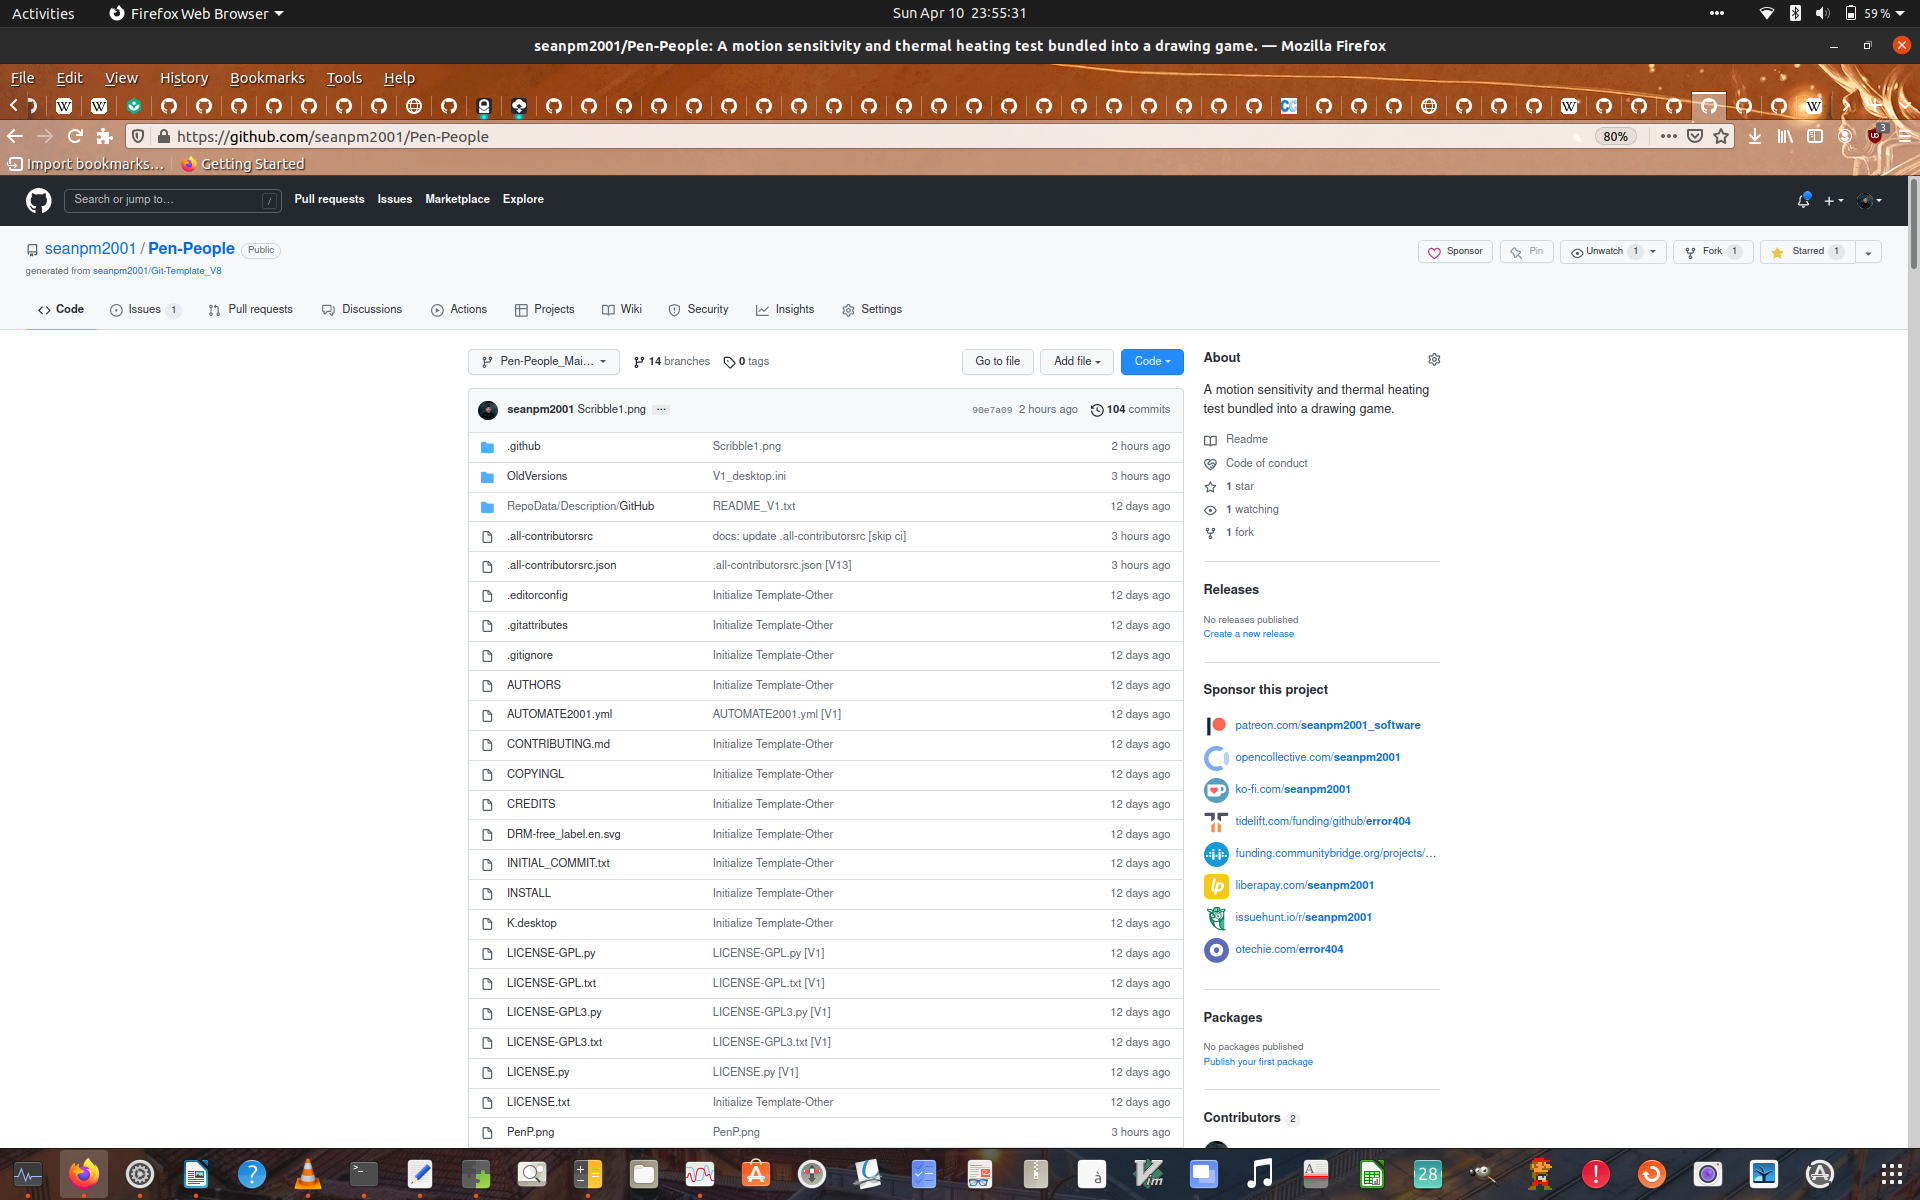 Activities
Firefox Web Browser
Sun Apr 10 23:55:31
59 %
seanpm2001/Pen-People: A motion sensitivity and thermal heating test bundled into a drawing game. — Mozilla Firefox
File Edit View History Bookmarks Tools Help
https://github.com/seanpm2001/Pen-People
80%
3
Import bookmarks…
Getting Started
Search or jump to…
/
Pull requests Issues Marketplace Explore
seanpm2001 / Pen-People Public
generated from seanpm2001/Git-Template_V8
Sponsor
Pin
Unwatch 1
Fork 1
Starred 1
Code
Issues 1
Pull requests
Discussions
Actions
Projects
Wiki
Security
Insights
Settings
Pen-People_Mai…
14 branches
0 tags
Go to file
Add file
Code
seanpm2001 Scribble1.png ...
90e7a09 2 hours ago
104 commits
.github Scribble1.png 2 hours ago
OldVersions V1_desktop.ini 3 hours ago
RepoData/Description/GitHub README_V1.txt 12 days ago
.all-contributorsrc docs: update .all-contributorsrc [skip ci] 3 hours ago
.all-contributorsrc.json .all-contributorsrc.json [V13] 3 hours ago
.editorconfig Initialize Template-Other 12 days ago
.gitattributes Initialize Template-Other 12 days ago
.gitignore Initialize Template-Other 12 days ago
AUTHORS Initialize Template-Other 12 days ago
AUTOMATE2001.yml AUTOMATE2001.yml [V1] 12 days ago
CONTRIBUTING.md Initialize Template-Other 12 days ago
COPYINGL Initialize Template-Other 12 days ago
CREDITS Initialize Template-Other 12 days ago
DRM-free_label.en.svg Initialize Template-Other 12 days ago
INITIAL_COMMIT.txt Initialize Template-Other 12 days ago
INSTALL Initialize Template-Other 12 days ago
K.desktop Initialize Template-Other 12 days ago
LICENSE-GPL.py LICENSE-GPL.py [V1] 12 days ago
LICENSE-GPL.txt LICENSE-GPL.txt [V1] 12 days ago
LICENSE-GPL3.py LICENSE-GPL3.py [V1] 12 days ago
LICENSE-GPL3.txt LICENSE-GPL3.txt [V1] 12 days ago
LICENSE.py LICENSE.py [V1] 12 days ago
LICENSE.txt Initialize Template-Other 12 days ago
PenP.png PenP.png 3 hours ago
About
A motion sensitivity and thermal heating
test bundled into a drawing game.
Readme
Code of conduct
1 star
1 watching
1 fork
Releases
No releases published
Create a new release
Sponsor this project
patreon.com/seanpm2001_software
opencollective.com/seanpm2001
ko-fi.com/seanpm2001
tidelift.com/funding/github/error404
funding.communitybridge.org/projects/…
liberapay.com/seanpm2001
issuehunt.io/r/seanpm2001
otechie.com/error404
Packages
No packages published
Publish your first package
Contributors 2
28